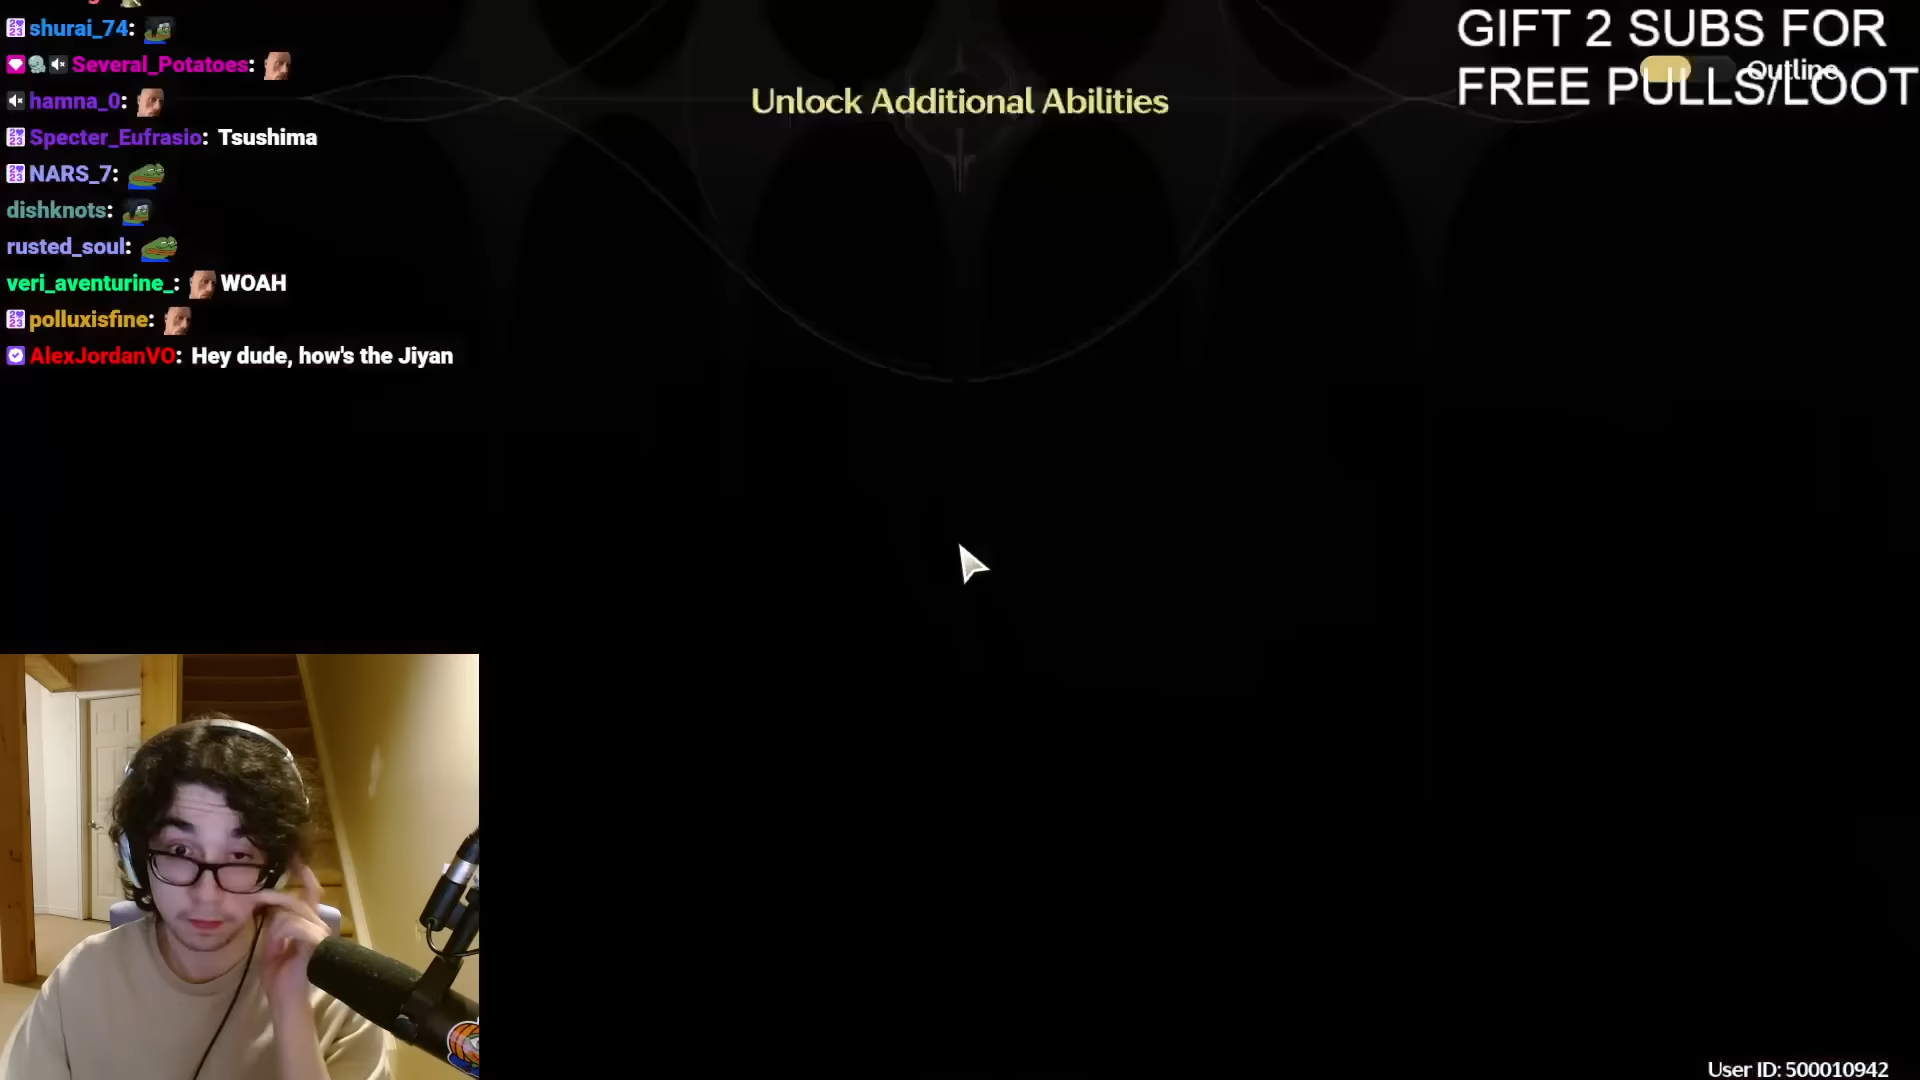 shurai_74:
Several_Potatoes:
hamna_0:
Specter_Eufrasio: Tsushima
NARS_7:
dishknots:
rusted_soul:
veri_aventurine_: WOAH
polluxisfine:
AlexJordanVO: Hey dude, how's the Jiyan
Unlock Additional Abilities
GIFT 2 SUBS FOR
FREE PULLS/LOOT
Outline
User ID: 500010942